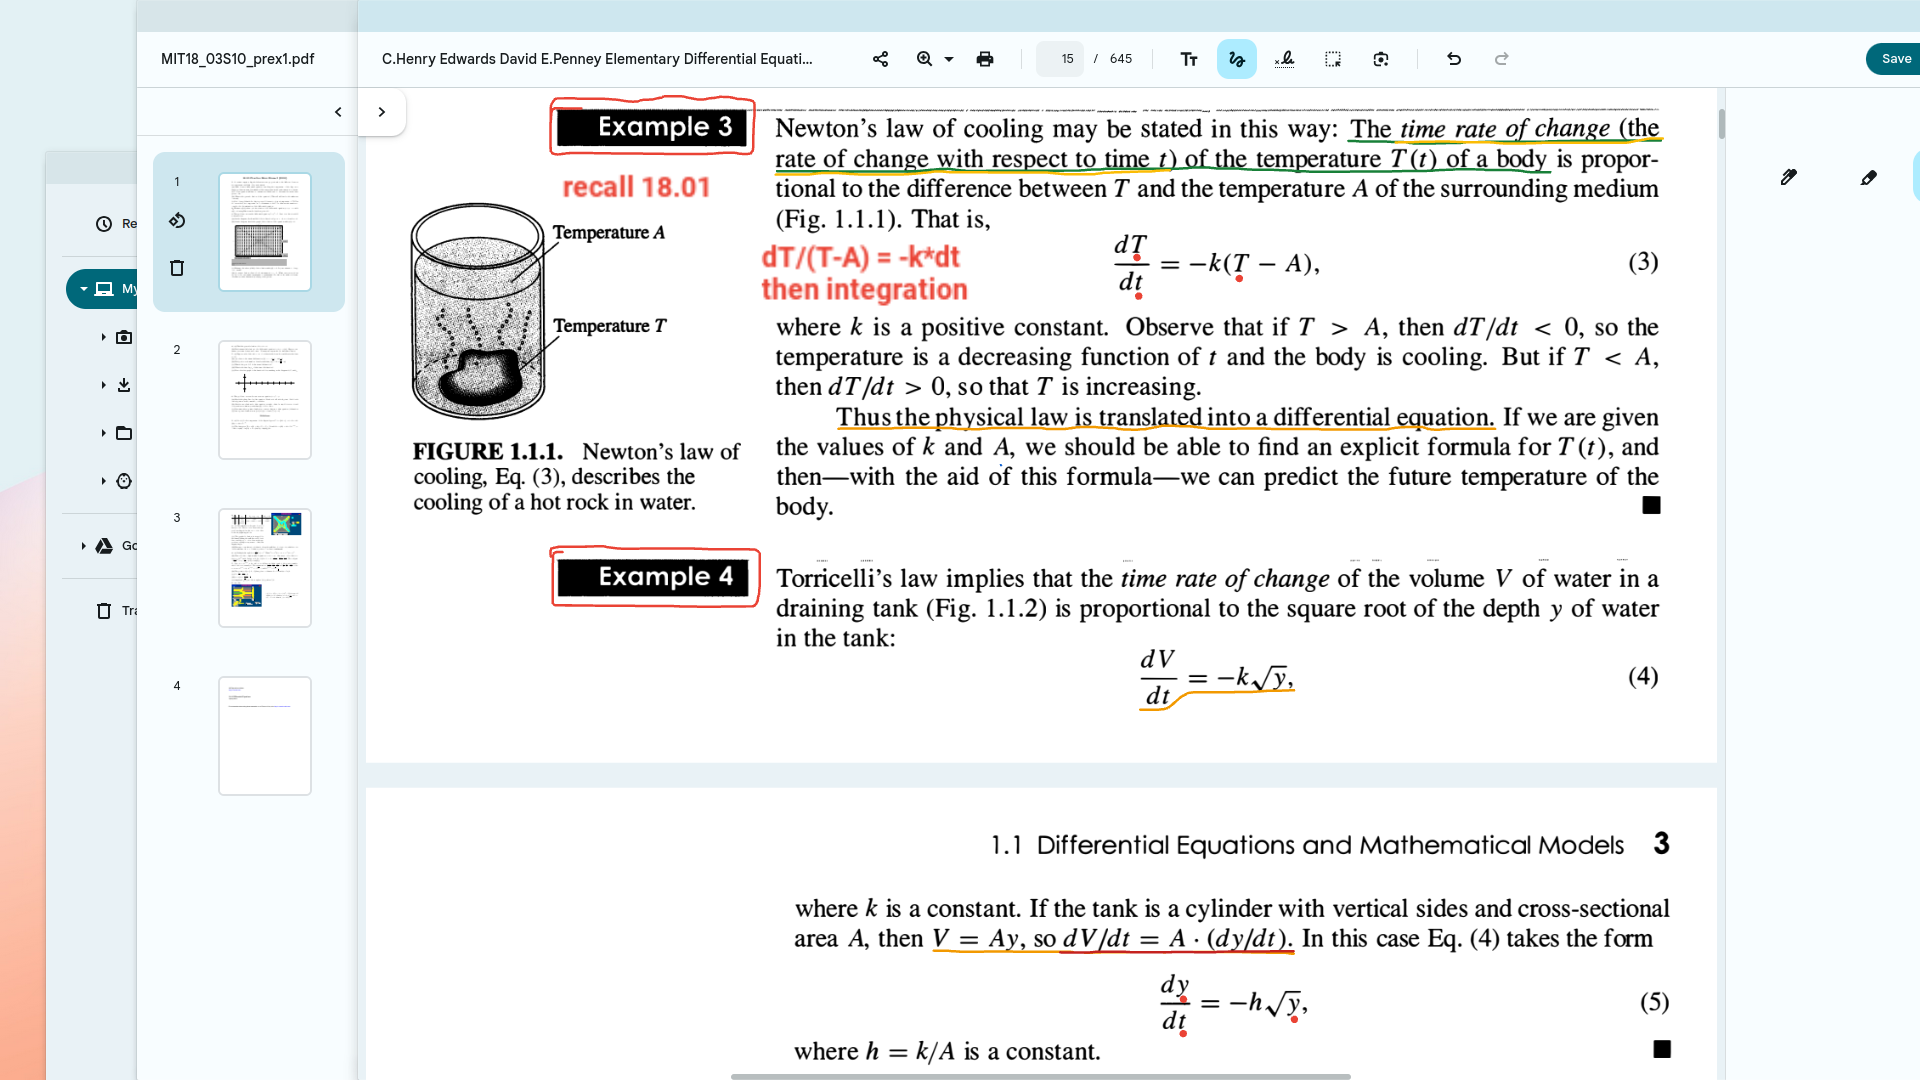 MIT18_03S10_prex1.pdf
C.Henry Edwards David E.Penney Elementary Differential Equati...
15 / 645
Save
Re
My
Go
Tra
1
2
3
4
Example 3
recall 18.01
Newton's law of cooling may be stated in this way: The time rate of change (the
rate of change with respect to time t) of the temperature T(t) of a body is propor-
tional to the difference between T and the temperature A of the surrounding medium
(Fig. 1.1.1). That is,
dT/(T-A) = -k*dt
then integration
dT/dt = −k(T − A), (3)
Temperature A
Temperature T
where k is a positive constant. Observe that if T > A, then dT/dt < 0, so the
temperature is a decreasing function of t and the body is cooling. But if T < A,
then dT/dt > 0, so that T is increasing.
Thus the physical law is translated into a differential equation. If we are given
the values of k and A, we should be able to find an explicit formula for T(t), and
then—with the aid of this formula—we can predict the future temperature of the
body.
FIGURE 1.1.1. Newton's law of
cooling, Eq. (3), describes the
cooling of a hot rock in water.
Example 4
Torricelli's law implies that the time rate of change of the volume V of water in a
draining tank (Fig. 1.1.2) is proportional to the square root of the depth y of water
in the tank:
dV/dt = −k√y, (4)
1.1 Differential Equations and Mathematical Models 3
where k is a constant. If the tank is a cylinder with vertical sides and cross-sectional
area A, then V = Ay, so dV/dt = A · (dy/dt). In this case Eq. (4) takes the form
dy/dt = −h√y, (5)
where h = k/A is a constant.